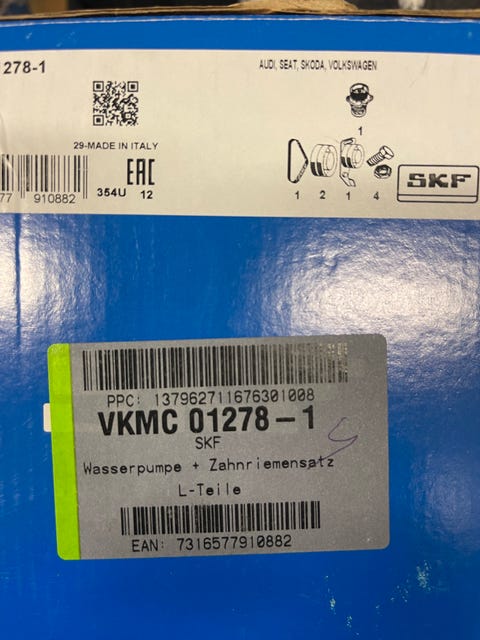 278-1
AUDI, SEAT, SKODA, VOLKSWAGEN
1
29-MADE IN ITALY
EAC
77 910882
354U 12
1 2 1 4
SKF
PPC: 137962711676301008
VKMC 01278-1
SKF
Wasserpumpe + Zahnriemensatz
L-Teile
EAN: 7316577910882